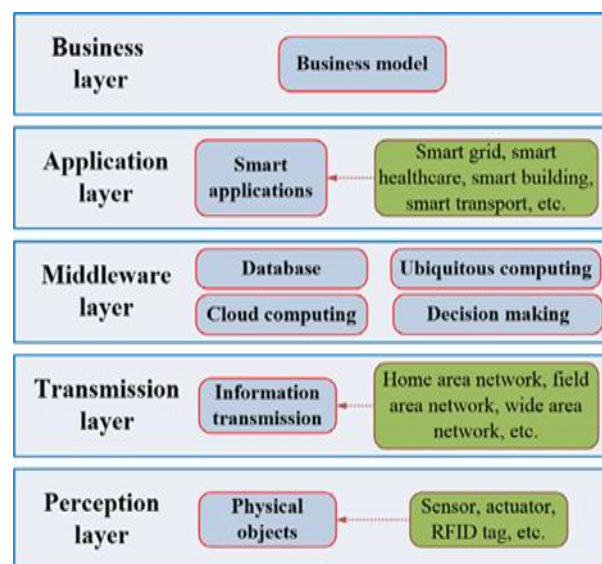 Business
layer
Business model
Application
layer
Smart
applications
Smart grid, smart
healthcare, smart building,
smart transport, etc.
Middleware
layer
Database
Ubiquitous computing
Cloud computing
Decision making
Transmission
layer
Information
transmission
Home area network, field
area network, wide area
network, etc.
Perception
layer
Physical
objects
Sensor, actuator,
RFID tag, etc.